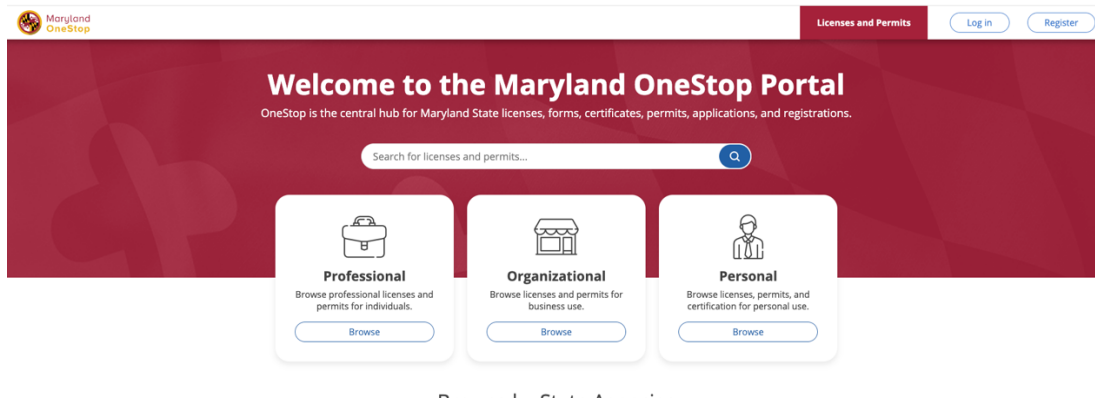 Maryland
OneStop
Licenses and Permits
Log in
Register
Welcome to the Maryland OneStop Portal
OneStop is the central hub for Maryland State licenses, forms, certificates, permits, applications, and registrations.
Search for licenses and permits...
Professional
Browse professional licenses and
permits for individuals.
Browse
Organizational
Browse licenses and permits for
business use.
Browse
Personal
Browse licenses, permits, and
certification for personal use.
Browse